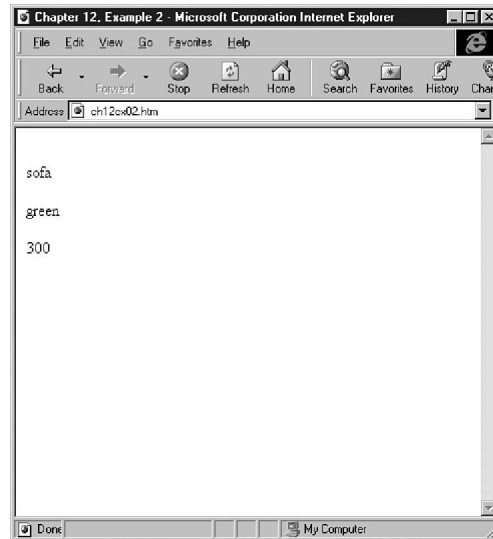 Chapter 12, Example 2 - Microsoft Corporation Internet Explorer
File Edit View Go Favorites Help
Back Forward Stop Refresh Home Search Favorites History Chan
Address ch12ex02.htm
sofa
green
300
Done My Computer